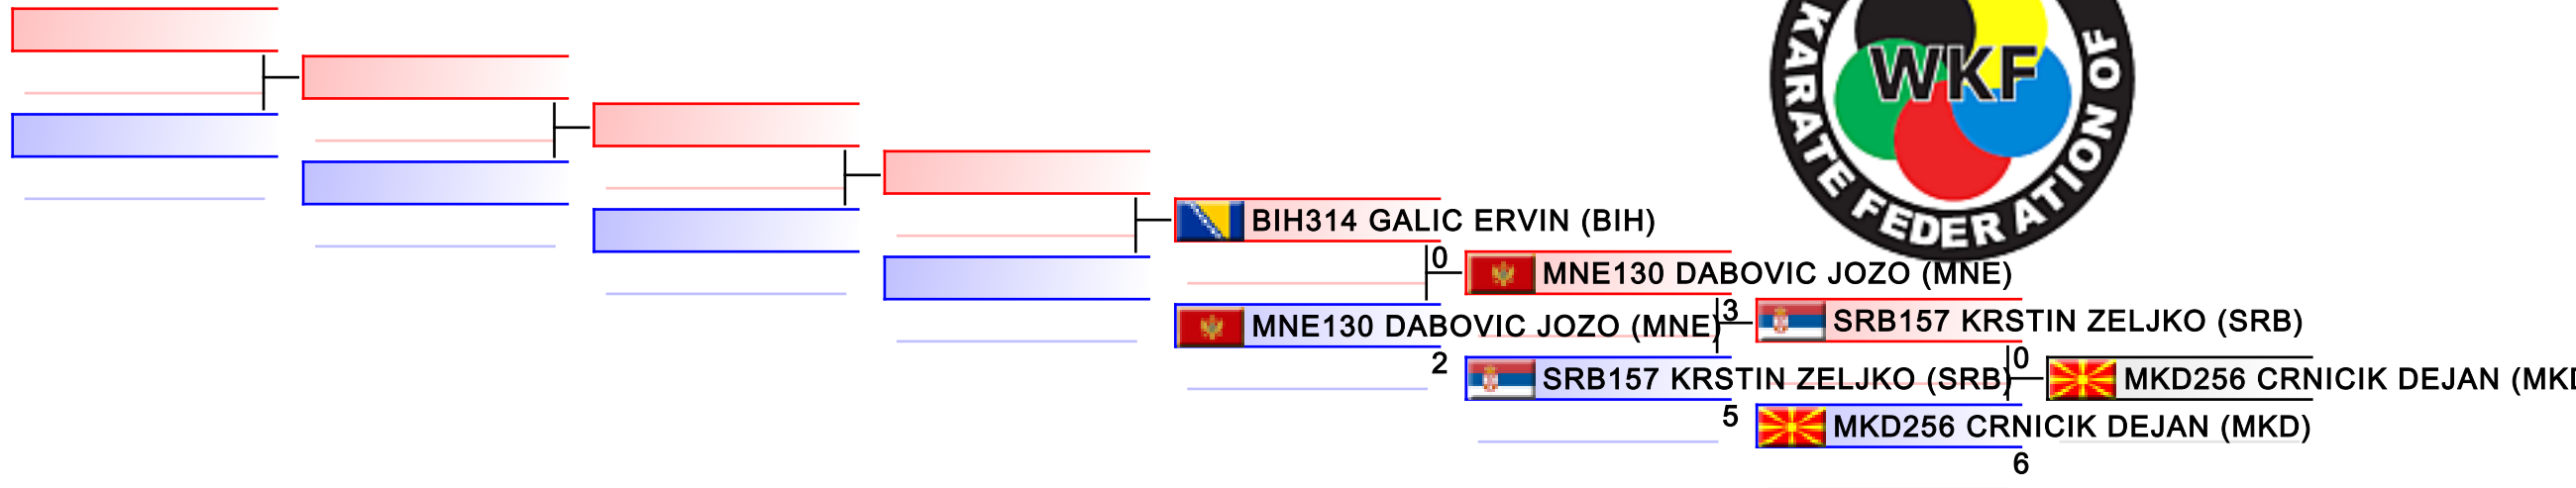 KARATE FEDERATION OF
WKF
BIH314 GALIC ERVIN (BIH)
0
MNE130 DABOVIC JOZO (MNE)
MNE130 DABOVIC JOZO (MNE)
3
SRB157 KRSTIN ZELJKO (SRB)
2
SRB157 KRSTIN ZELJKO (SRB)
0
MKD256 CRNICIK DEJAN (MKD
5
MKD256 CRNICIK DEJAN (MKD)
6